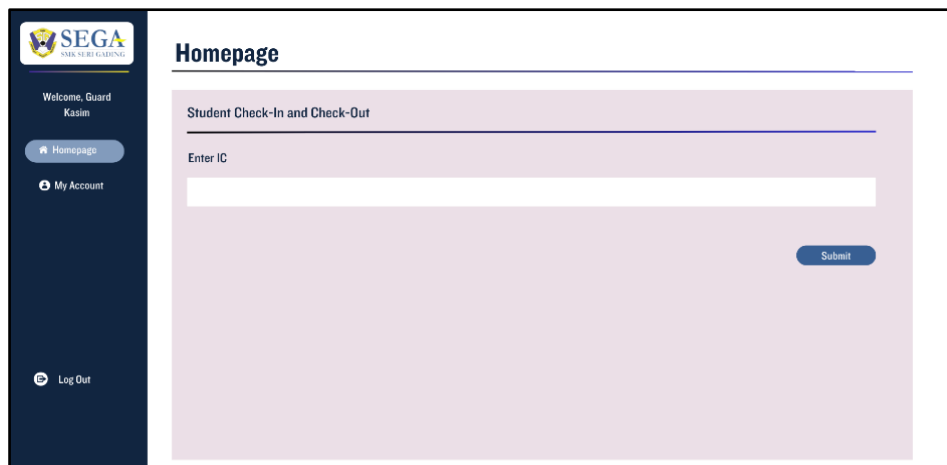 SEGA
SMK SERI GADING
Welcome, Guard
Kasim
Homepage
My Account
Log Out
Homepage
Student Check-In and Check-Out
Enter IC
Submit